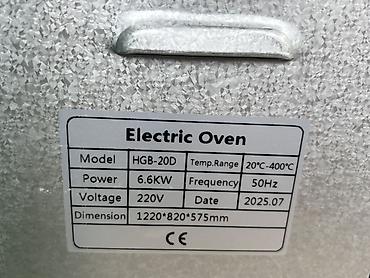 Electric Oven
Model HGB-20D Temp.Range 20℃-400℃
Power 6.6KW Frequency 50Hz
Voltage 220V Date 2025.07
Dimension 1220*820*575mm
CE